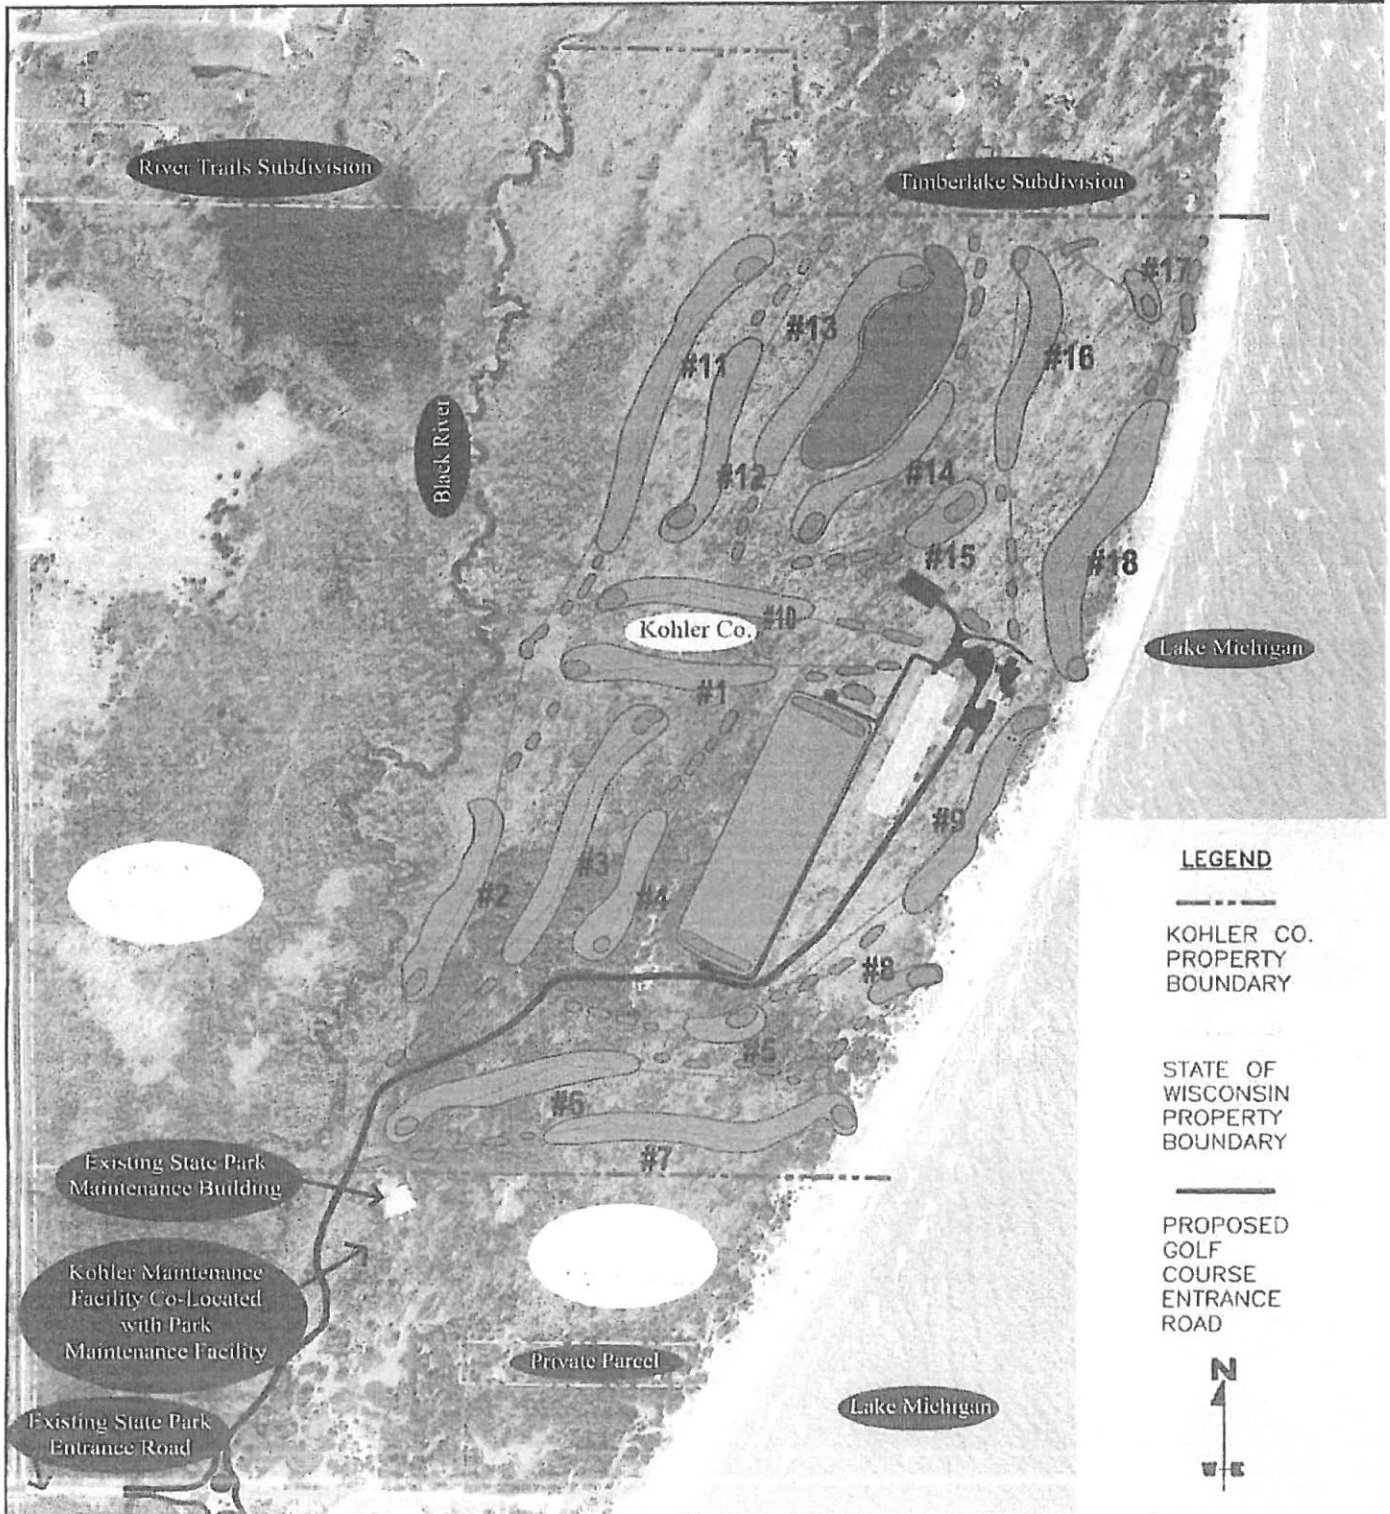 River Trails Subdivision
Timberlake Subdivision
#17
#13
#16
#11
Black River
#12
#14
#15
#18
#10
Kohler Co.
Lake Michigan
#1
#9
#3
#2
#4
#8
#5
#6
#7
LEGEND
KOHLER CO.
PROPERTY
BOUNDARY
STATE OF
WISCONSIN
PROPERTY
BOUNDARY
PROPOSED
GOLF
COURSE
ENTRANCE
ROAD
N
W E
Existing State Park
Maintenance Building
Kohler Maintenance
Facility Co-Located
with Park
Maintenance Facility
Private Parcel
Existing State Park
Entrance Road
Lake Michigan